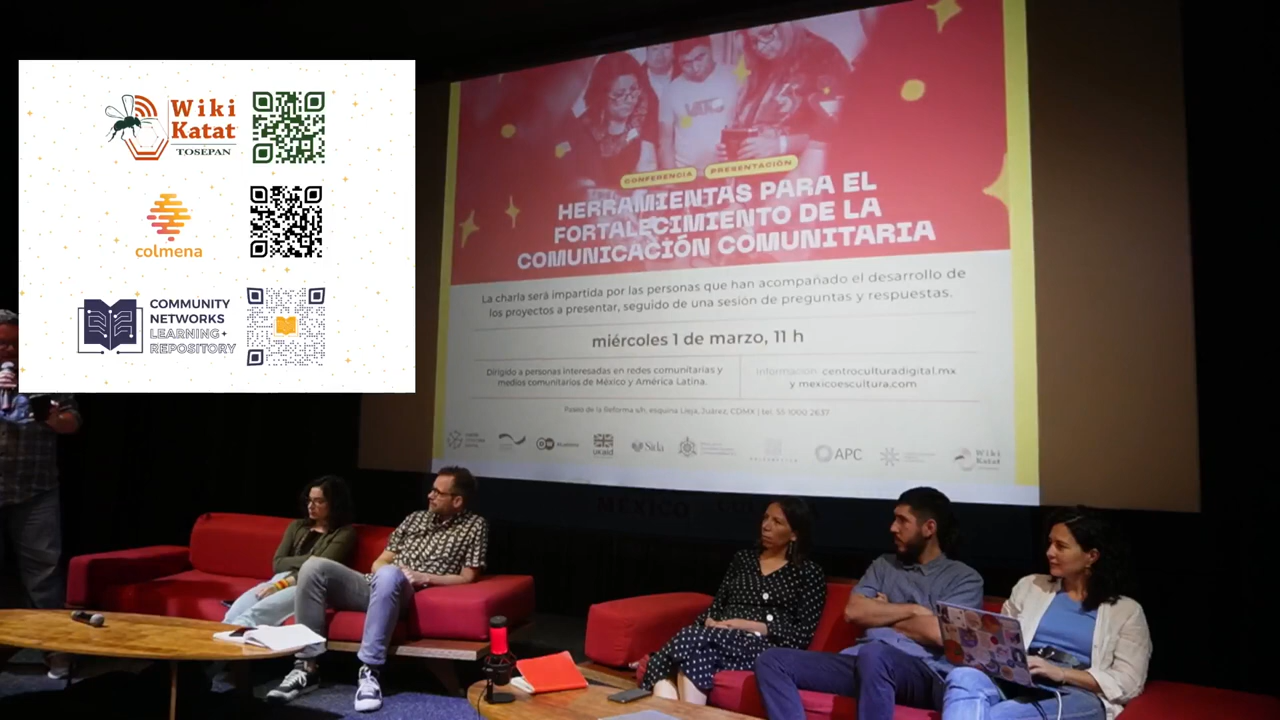 Wiki
Katat
TOSEPAN
colmena
COMMUNITY
NETWORKS
LEARNING+
REPOSITORY
CONFERENCIA
PRESENTACIÓN
HERRAMIENTAS PARA EL
FORTALECIMIENTO DE LA
COMUNICACIÓN COMUNITARIA
La charla será impartida por las personas que han acompañado el desarrollo de
los proyectos a presentar, seguido de una sesión de preguntas y respuestas.
miércoles 1 de marzo, 11 h
Dirigido a personas interesadas en redes comunitarias y
medios comunitarios de México y América Latina.
Información: centroculturadigital.mx
y mexicoescultura.com
Paseo de la Reforma s/n, esquina Lieja, Juárez, CDMX | tel. 55 1000 2637
ukaid
Sida
APC
Wiki
Katat
MÉXICO